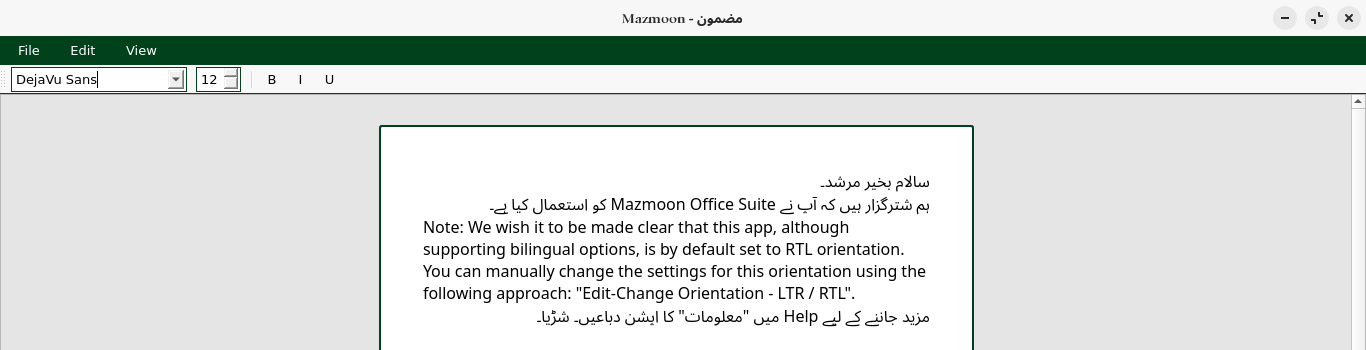 Mazmoon - مضمون
File Edit View
DejaVu Sans 12 B I U
سالام بخیر مرشد۔
ہم شترگزار ہیں کہ آپ نے Mazmoon Office Suite کو استعمال کیا ہے۔
Note: We wish it to be made clear that this app, although
supporting bilingual options, is by default set to RTL orientation.
You can manually change the settings for this orientation using the
following approach: "Edit-Change Orientation - LTR / RTL".
مزید جاننے کے لیے Help میں "معلومات" کا ایشن دباعیں۔ شڑیا۔